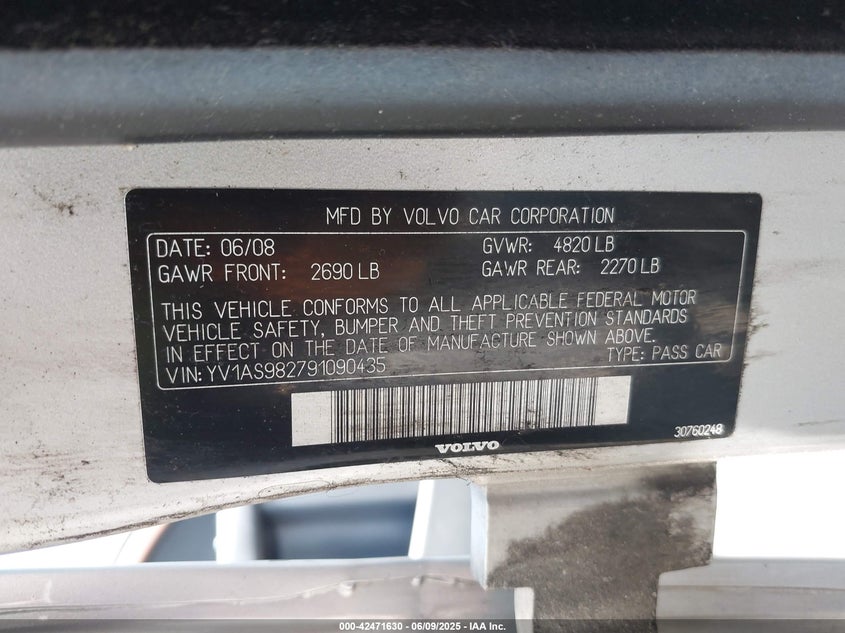 MFD BY VOLVO CAR CORPORATION
DATE: 06/08 GVWR: 4820 LB
GAWR FRONT: 2690 LB GAWR REAR: 2270 LB
THIS VEHICLE CONFORMS TO ALL APPLICABLE FEDERAL MOTOR
VEHICLE SAFETY, BUMPER AND THEFT PREVENTION STANDARDS
IN EFFECT ON THE DATE OF MANUFACTURE SHOWN ABOVE.
VIN: YV1AS982791090435 TYPE: PASS CAR
30760248
VOLVO
000-42471630 - 06/09/2025 - IAA Inc.